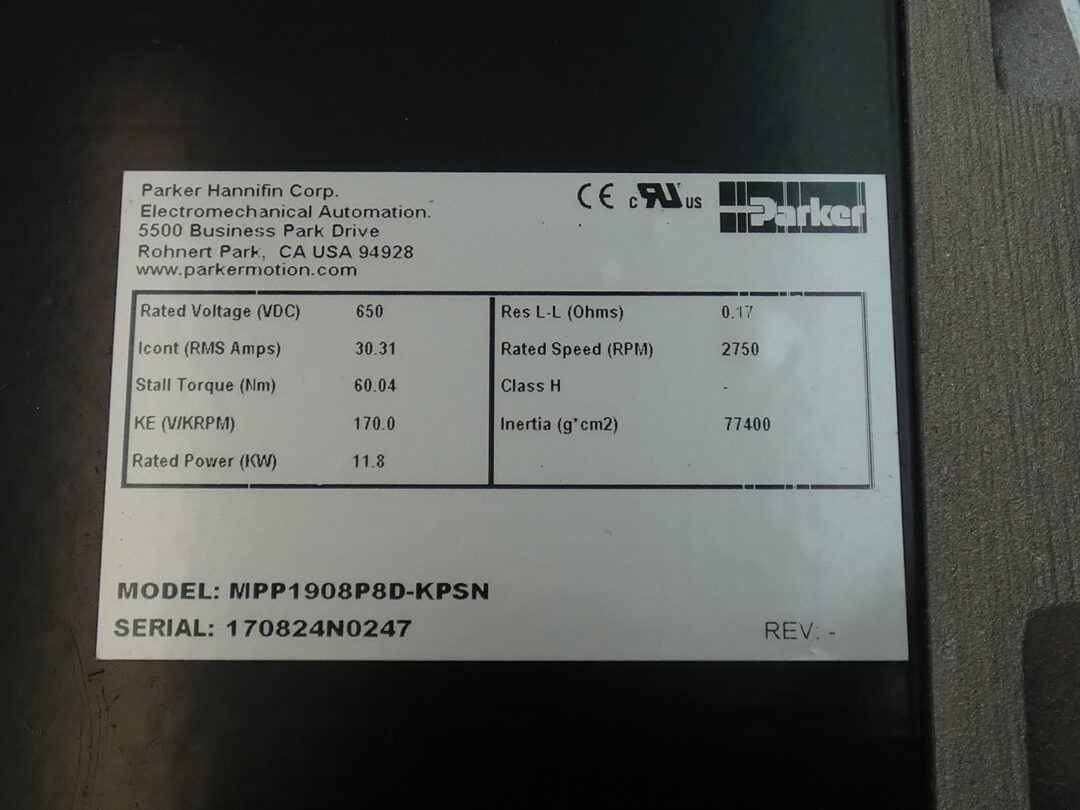 Parker Hannifin Corp.
Electromechanical Automation.
5500 Business Park Drive
Rohnert Park, CA USA 94928
www.parkermotion.com
CE c RU us Parker
Rated Voltage (VDC) 650 Res L-L (Ohms) 0.17
Icont (RMS Amps) 30.31 Rated Speed (RPM) 2750
Stall Torque (Nm) 60.04 Class H -
KE (V/KRPM) 170.0 Inertia (g*cm2) 77400
Rated Power (KW) 11.8
MODEL: MPP1908P8D-KPSN
SERIAL: 170824N0247
REV: -